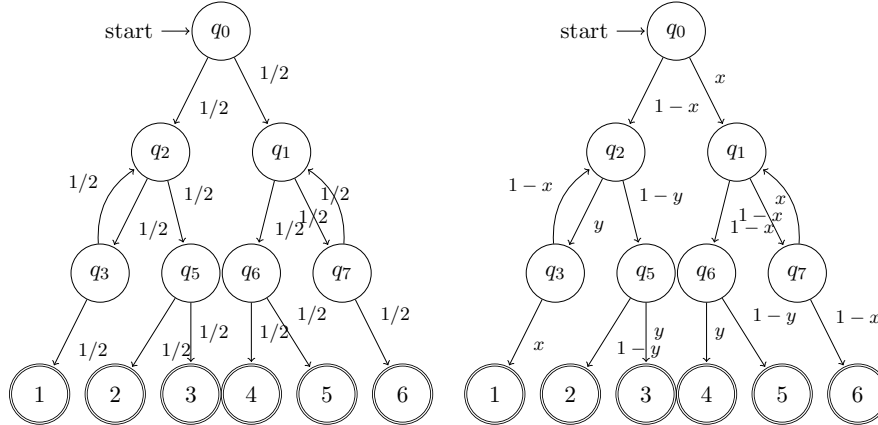 start q0 start q0
1/2 x
1/2 1 − x
q2 q1 q2 q1
1/2 1/2 1/2 1 − x 1 − y x
1/2 1/2 1/2 y 1 − x 1 − x
q3 q5 q6 q7 q3 q5 q6 q7
1/2 1/2 1 − y 1 − x
1/2 1/2 y y
1/2 1/2 x 1 − y
1 2 3 4 5 6 1 2 3 4 5 6